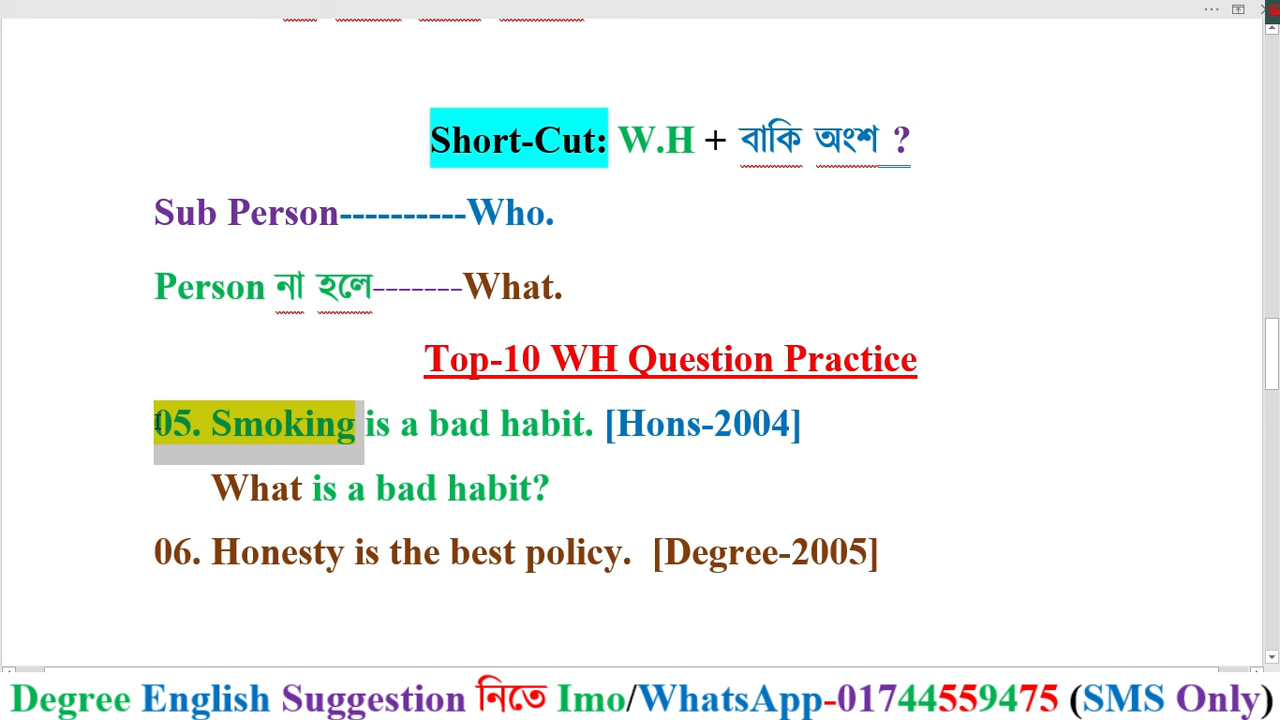 Short-Cut: W.H + বাকি অংশ ?
Sub Person----------Who.
Person না হলে-------What.
Top-10 WH Question Practice
05. Smoking is a bad habit. [Hons-2004]
What is a bad habit?
06. Honesty is the best policy. [Degree-2005]
Degree English Suggestion নিতে Imo/WhatsApp-01744559475 (SMS Only)